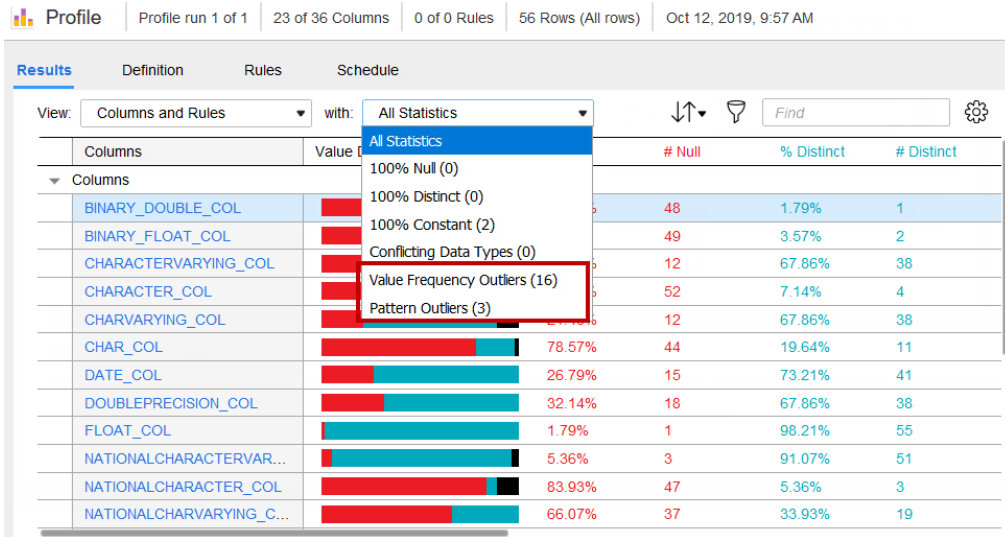 Profile Profile run 1 of 1 23 of 36 Columns 0 of 0 Rules 56 Rows (All rows) Oct 12, 2019, 9:57 AM
Results Definition Rules Schedule
View: Columns and Rules with: All Statistics Find
All Statistics
100% Null (0)
100% Distinct (0)
100% Constant (2)
Conflicting Data Types (0)
Value Frequency Outliers (16)
Pattern Outliers (3)
Columns Value # Null % Distinct # Distinct
Columns
BINARY_DOUBLE_COL 48 1.79% 1
BINARY_FLOAT_COL 49 3.57% 2
CHARACTERVARYING_COL 12 67.86% 38
CHARACTER_COL 52 7.14% 4
CHARVARYING_COL 12 67.86% 38
CHAR_COL 78.57% 44 19.64% 11
DATE_COL 26.79% 15 73.21% 41
DOUBLEPRECISION_COL 32.14% 18 67.86% 38
FLOAT_COL 1.79% 1 98.21% 55
NATIONALCHARACTERVAR... 5.36% 3 91.07% 51
NATIONALCHARACTER_COL 83.93% 47 5.36% 3
NATIONALCHARVARYING_C... 66.07% 37 33.93% 19